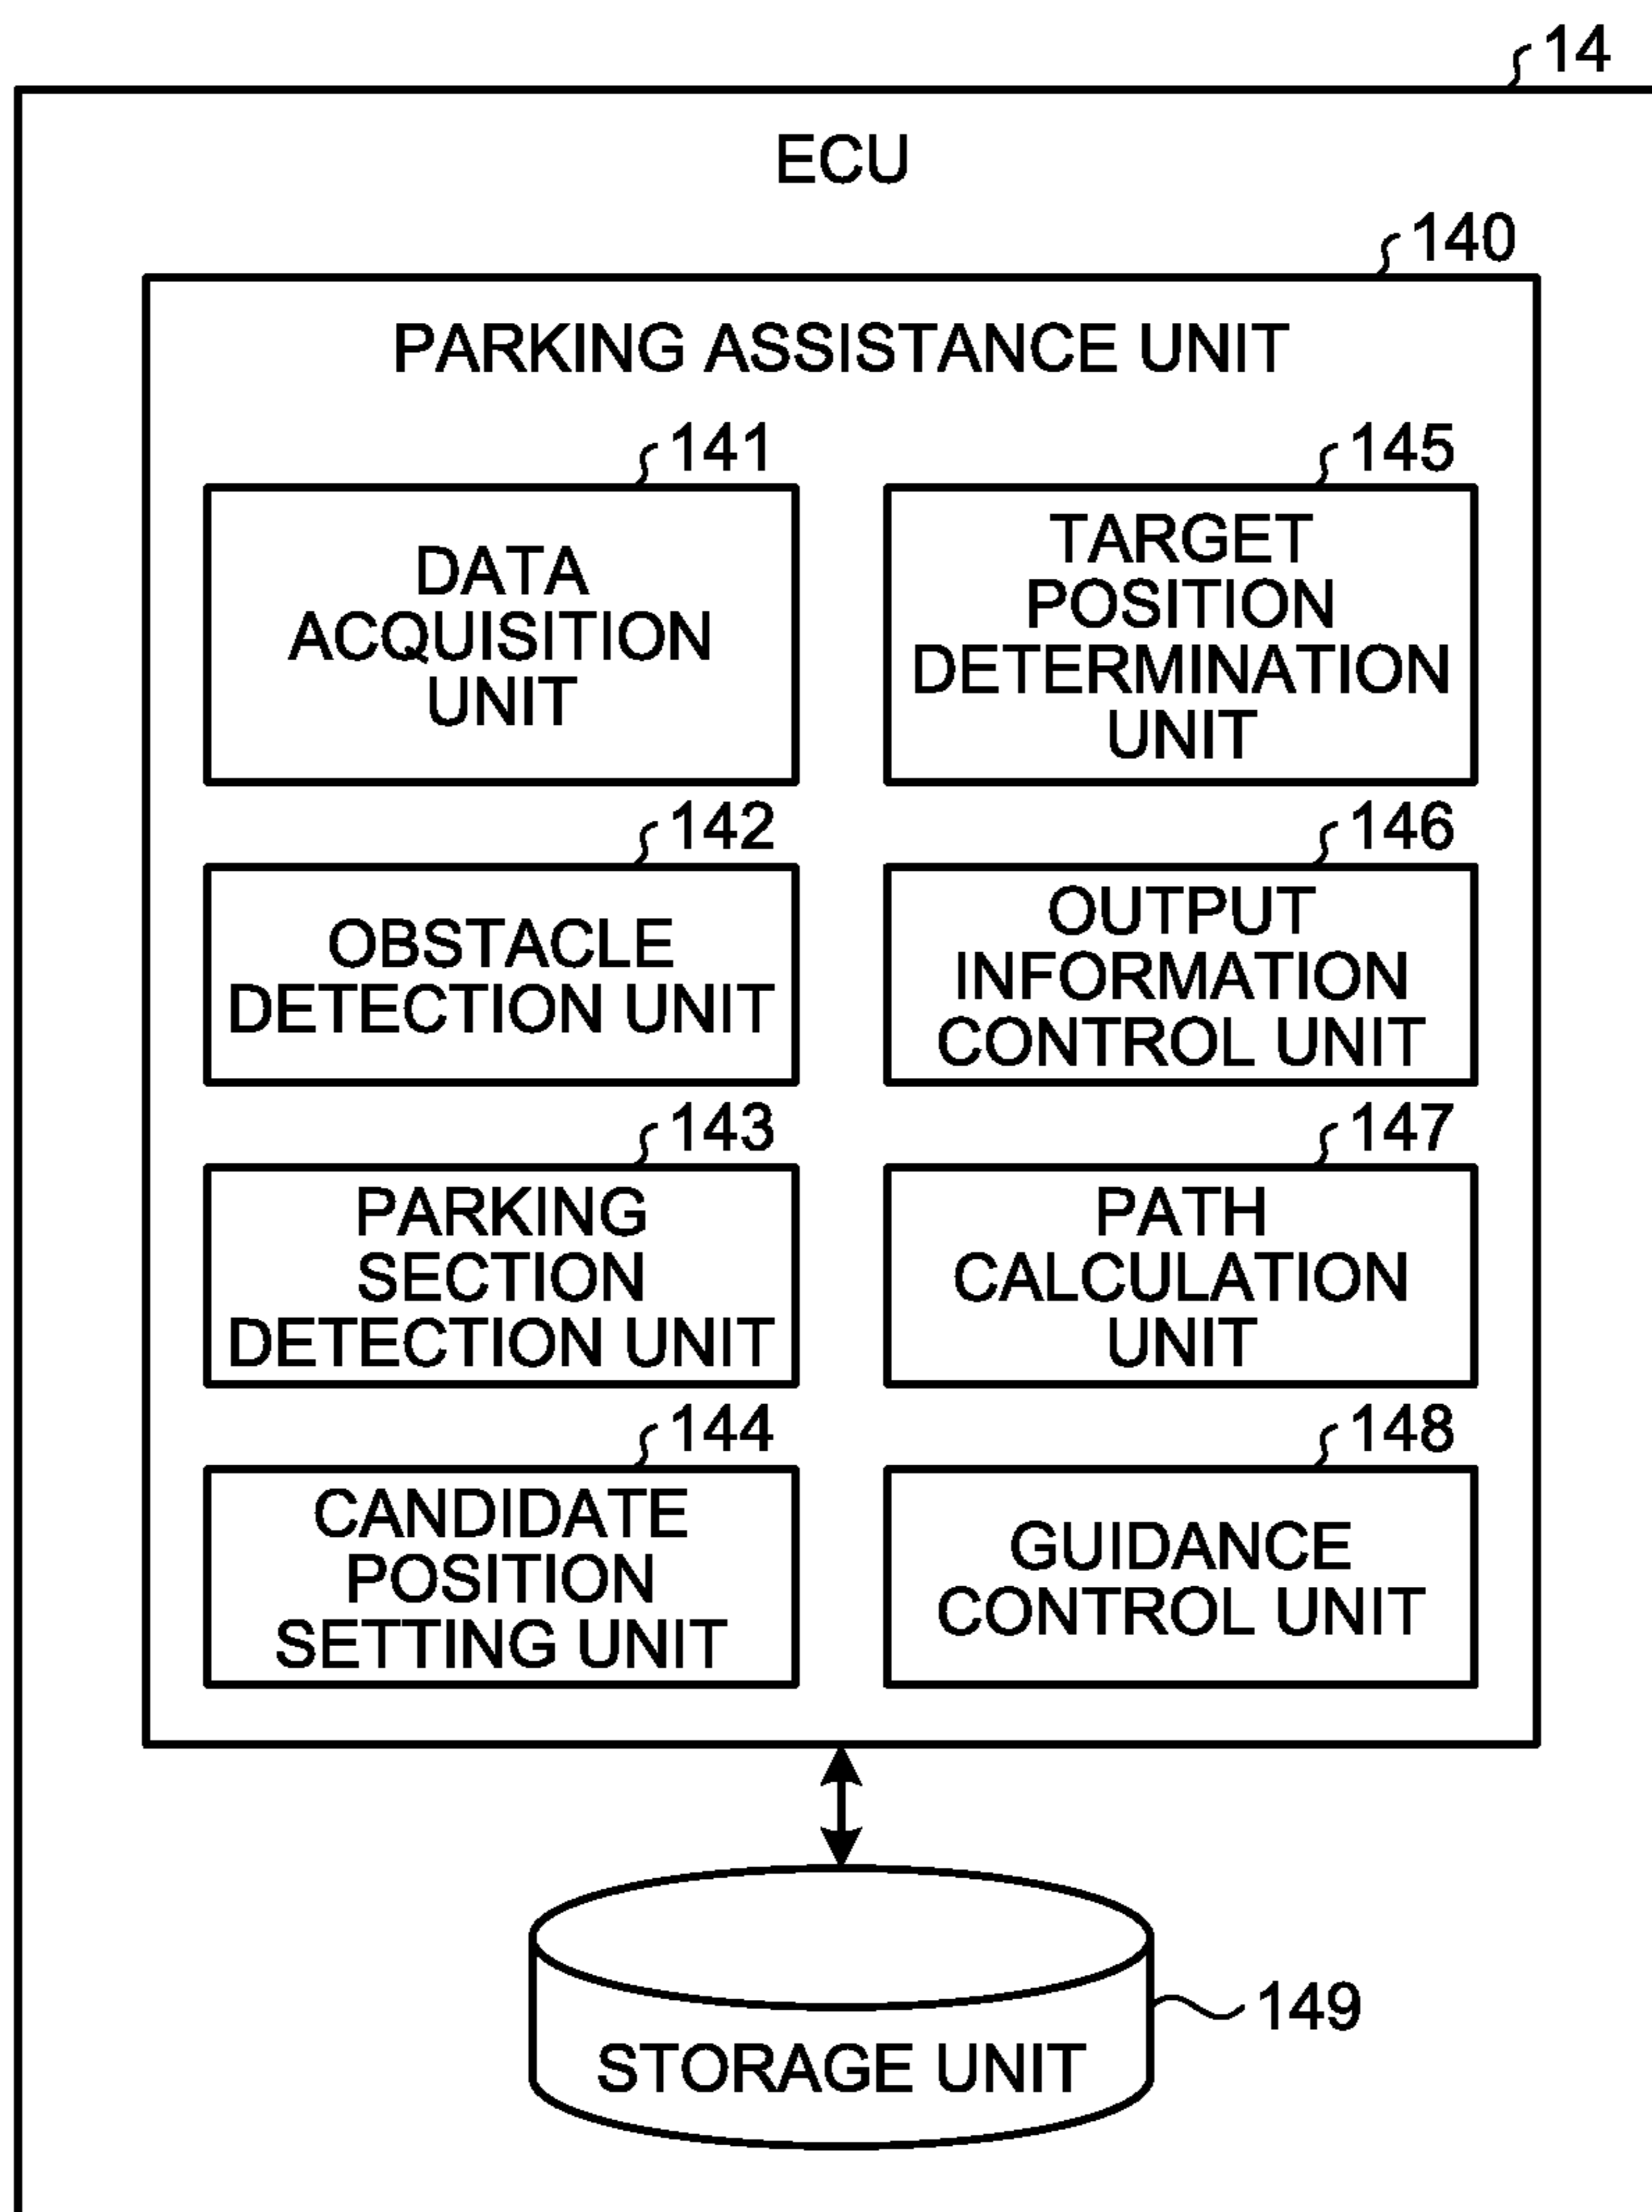 14
ECU
140
PARKING ASSISTANCE UNIT
141
DATA
ACQUISITION
UNIT
145
TARGET
POSITION
DETERMINATION
UNIT
142
OBSTACLE
DETECTION UNIT
146
OUTPUT
INFORMATION
CONTROL UNIT
143
PARKING
SECTION
DETECTION UNIT
147
PATH
CALCULATION
UNIT
144
CANDIDATE
POSITION
SETTING UNIT
148
GUIDANCE
CONTROL UNIT
149
STORAGE UNIT